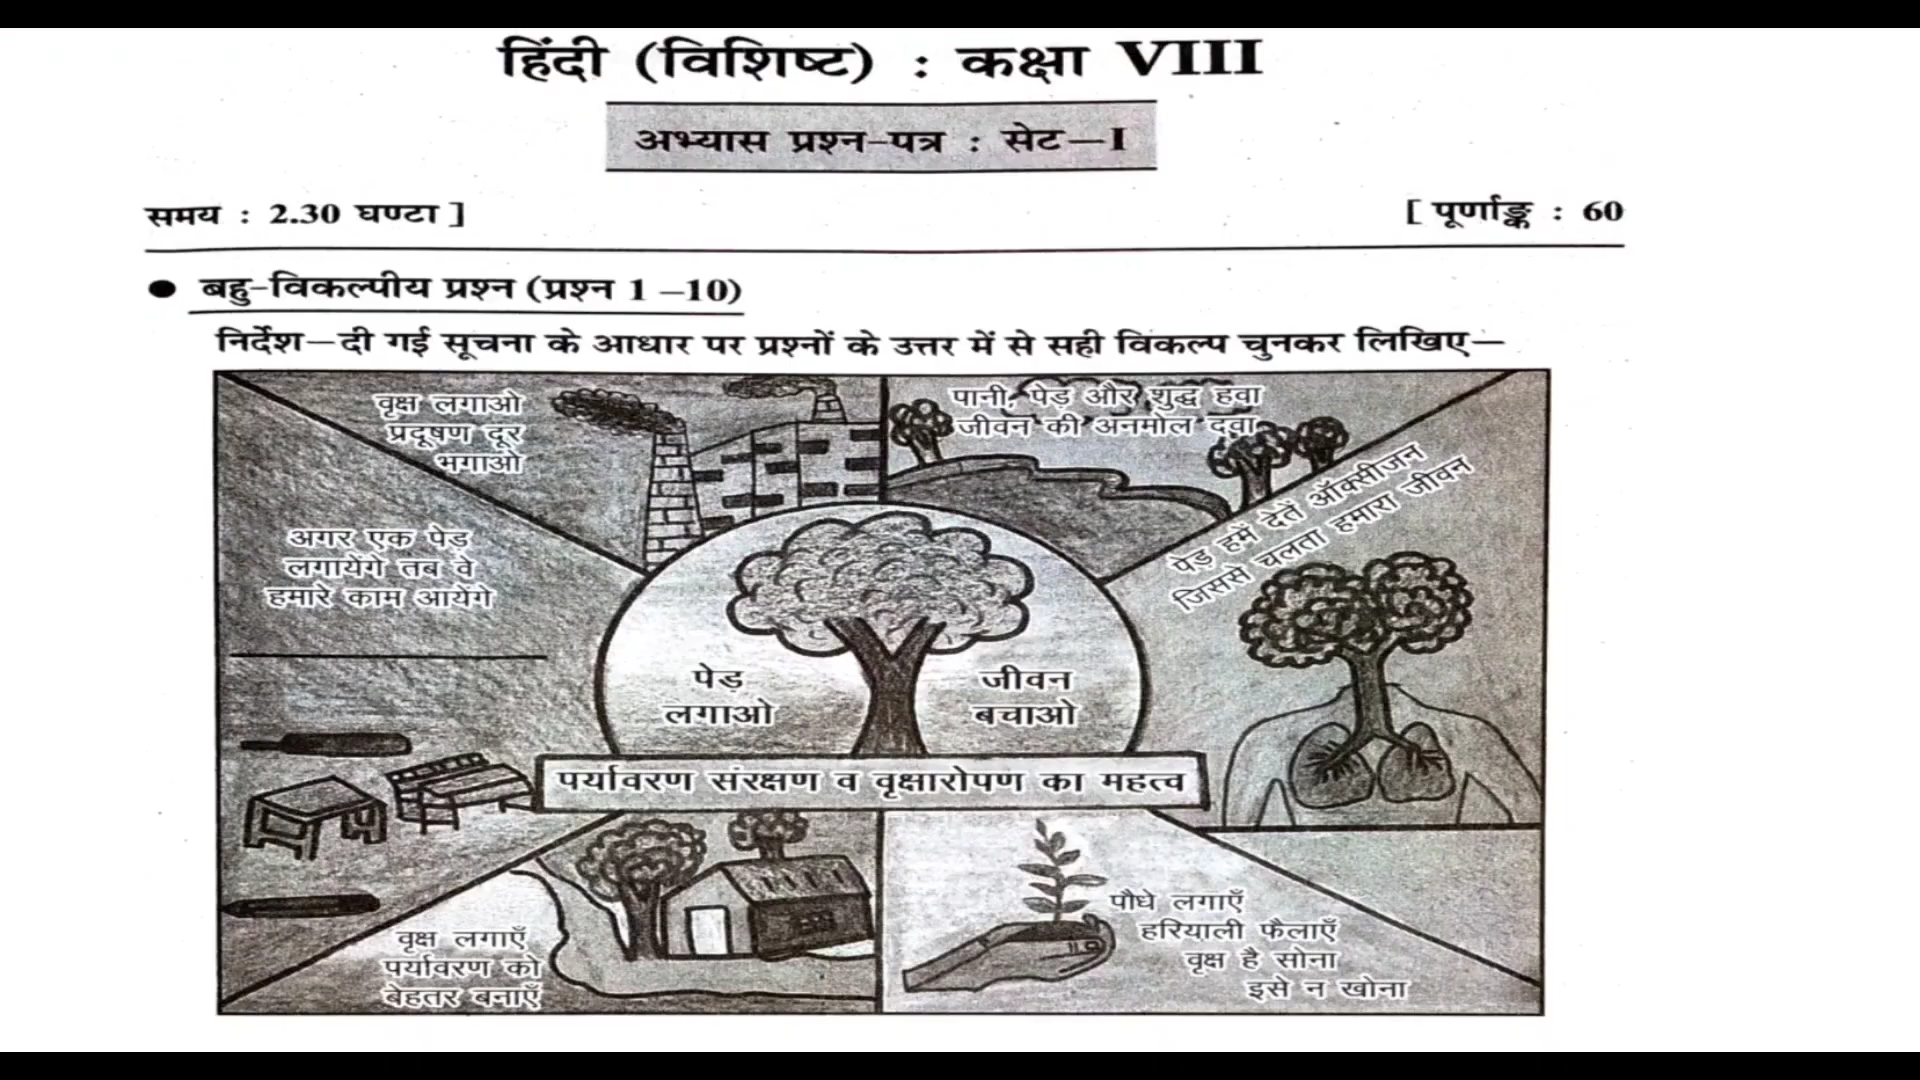 हिंदी (विशिष्ट) : कक्षा VIII
अभ्यास प्रश्न-पत्र : सेट—I
समय : 2.30 घण्टा ]
[ पूर्णाङ्क : 60
● बहु-विकल्पीय प्रश्न (प्रश्न 1 –10)
निर्देश—दी गई सूचना के आधार पर प्रश्नों के उत्तर में से सही विकल्प चुनकर लिखिए—
वृक्ष लगाओ
प्रदूषण दूर
भगाओ
पानी, पेड़ और शुद्ध हवा
जीवन की अनमोल दवा
पेड़ हमें देतें ऑक्सीजन
जिससे चलता हमारा जीवन
अगर एक पेड़
लगायेंगे तब वे
हमारे काम आयेंगे
पेड़
लगाओ
जीवन
बचाओ
पर्यावरण संरक्षण व वृक्षारोपण का महत्व
वृक्ष लगाएँ
पर्यावरण को
बेहतर बनाएँ
पौधे लगाएँ
हरियाली फैलाएँ
वृक्ष है सोना
इसे न खोना